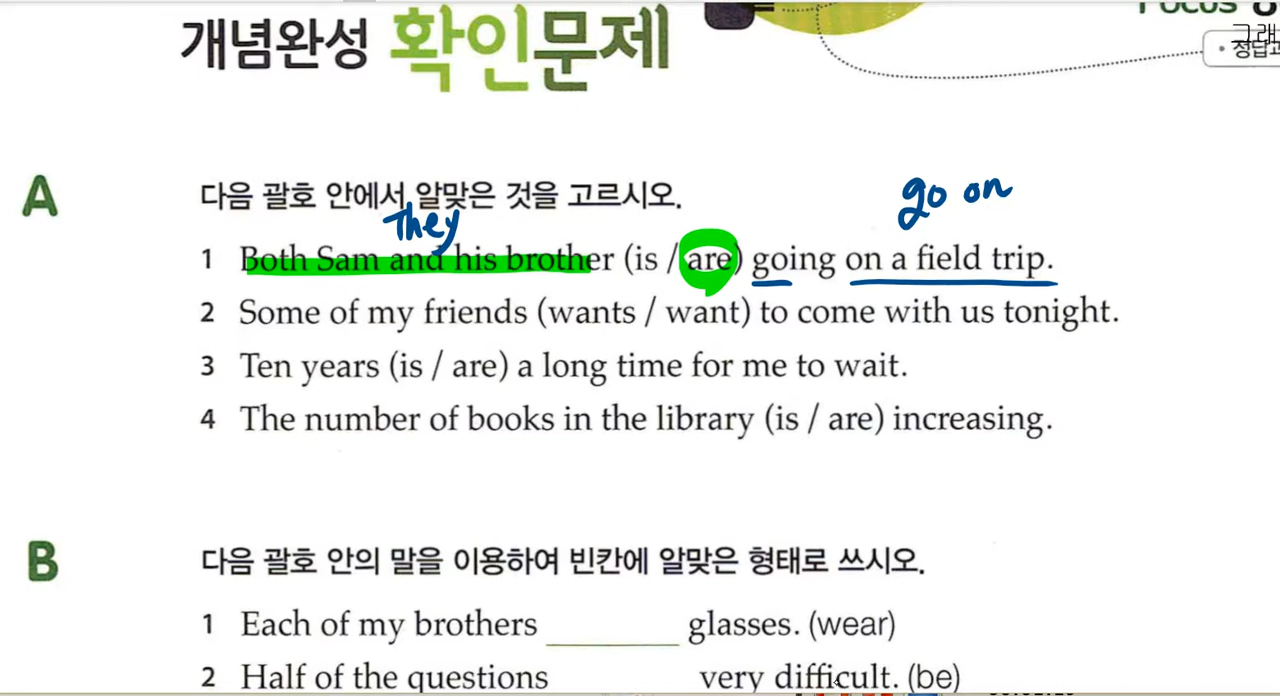 Focus
그래
개념완성 확인문제
• 정답과
A
다음 괄호 안에서 알맞은 것을 고르시오.
go on
They
1 Both Sam and his brother (is / are) going on a field trip.
2 Some of my friends (wants / want) to come with us tonight.
3 Ten years (is / are) a long time for me to wait.
4 The number of books in the library (is / are) increasing.
B
다음 괄호 안의 말을 이용하여 빈칸에 알맞은 형태로 쓰시오.
1 Each of my brothers ________ glasses. (wear)
2 Half of the questions very difficult. (be)